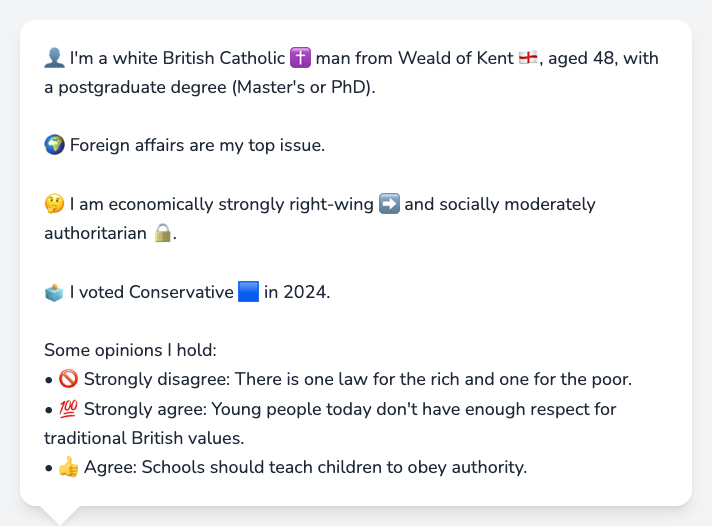 👤 I'm a white British Catholic ✝️ man from Weald of Kent 🏴󠁧󠁢󠁥󠁮󠁧󠁿, aged 48, with
a postgraduate degree (Master's or PhD).
🌍 Foreign affairs are my top issue.
🤔 I am economically strongly right-wing ➡️ and socially moderately
authoritarian 🔒.
🗳️ I voted Conservative 🟦 in 2024.
Some opinions I hold:
• 🚫 Strongly disagree: There is one law for the rich and one for the poor.
• 💯 Strongly agree: Young people today don't have enough respect for
traditional British values.
• 👍 Agree: Schools should teach children to obey authority.